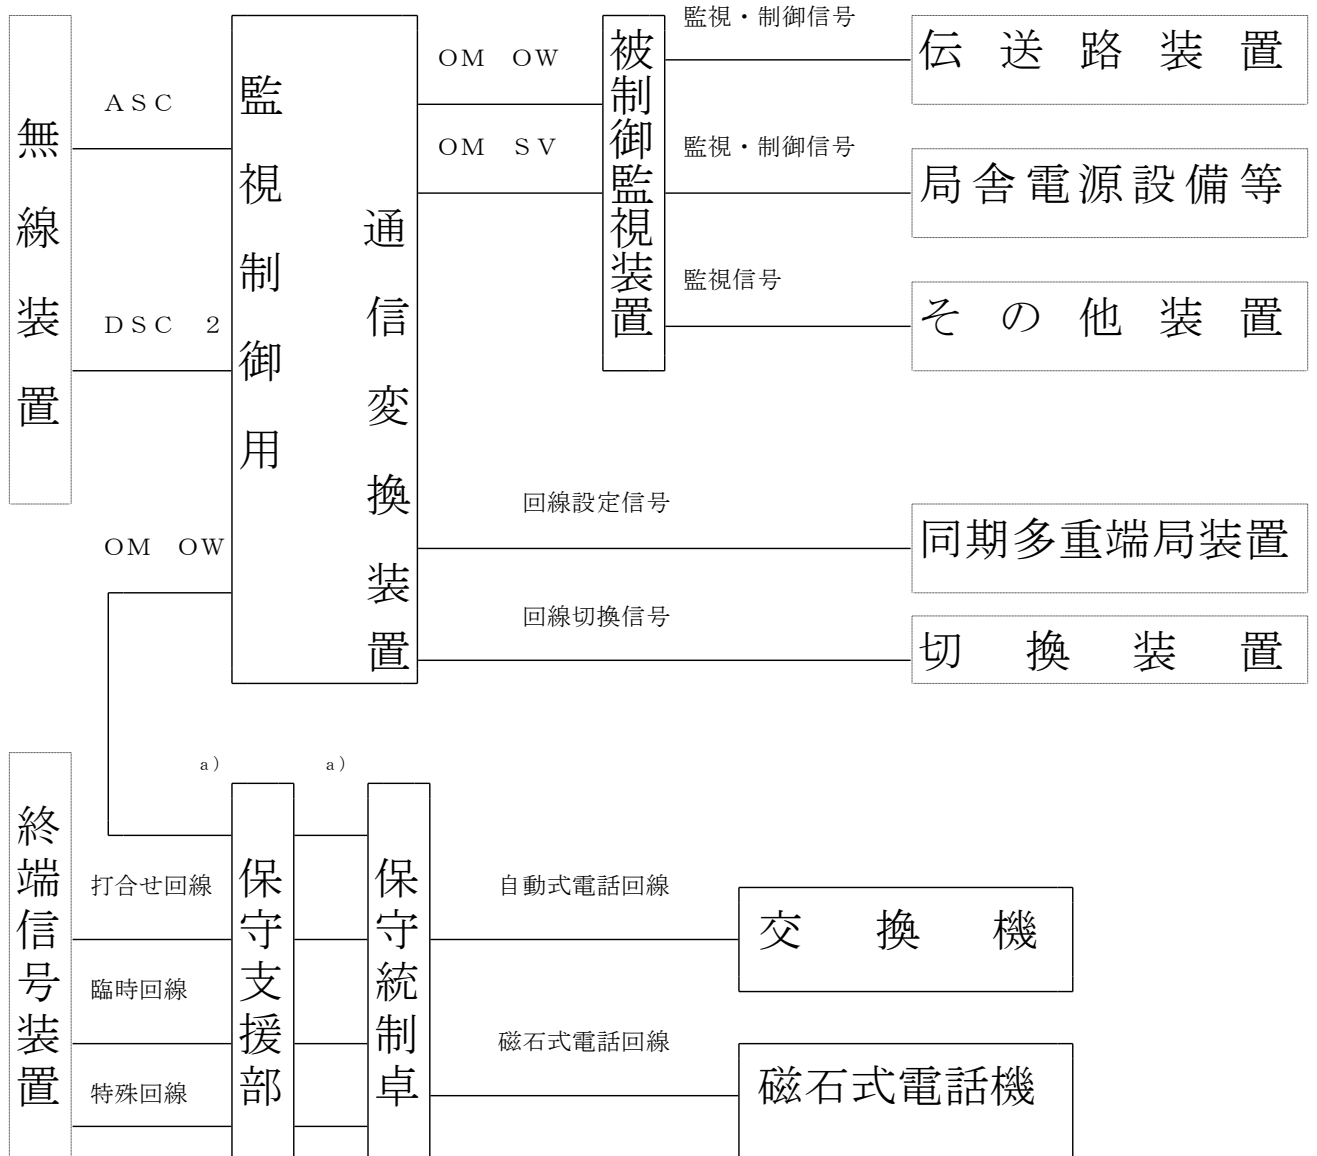 無線装置
ＡＳＣ
ＤＳＣ　２
ＯＭ　ＯＷ
監視制御用
通信変換装置
ＯＭ　ＯＷ
ＯＭ　ＳＶ
被制御監視装置
監視・制御信号
伝送路装置
監視・制御信号
局舎電源設備等
監視信号
その他装置
回線設定信号
同期多重端局装置
回線切換信号
切換装置
終端信号装置
打合せ回線
臨時回線
特殊回線
ａ）
保守支援部
ａ）
保守統制卓
自動式電話回線
交換機
磁石式電話回線
磁石式電話機